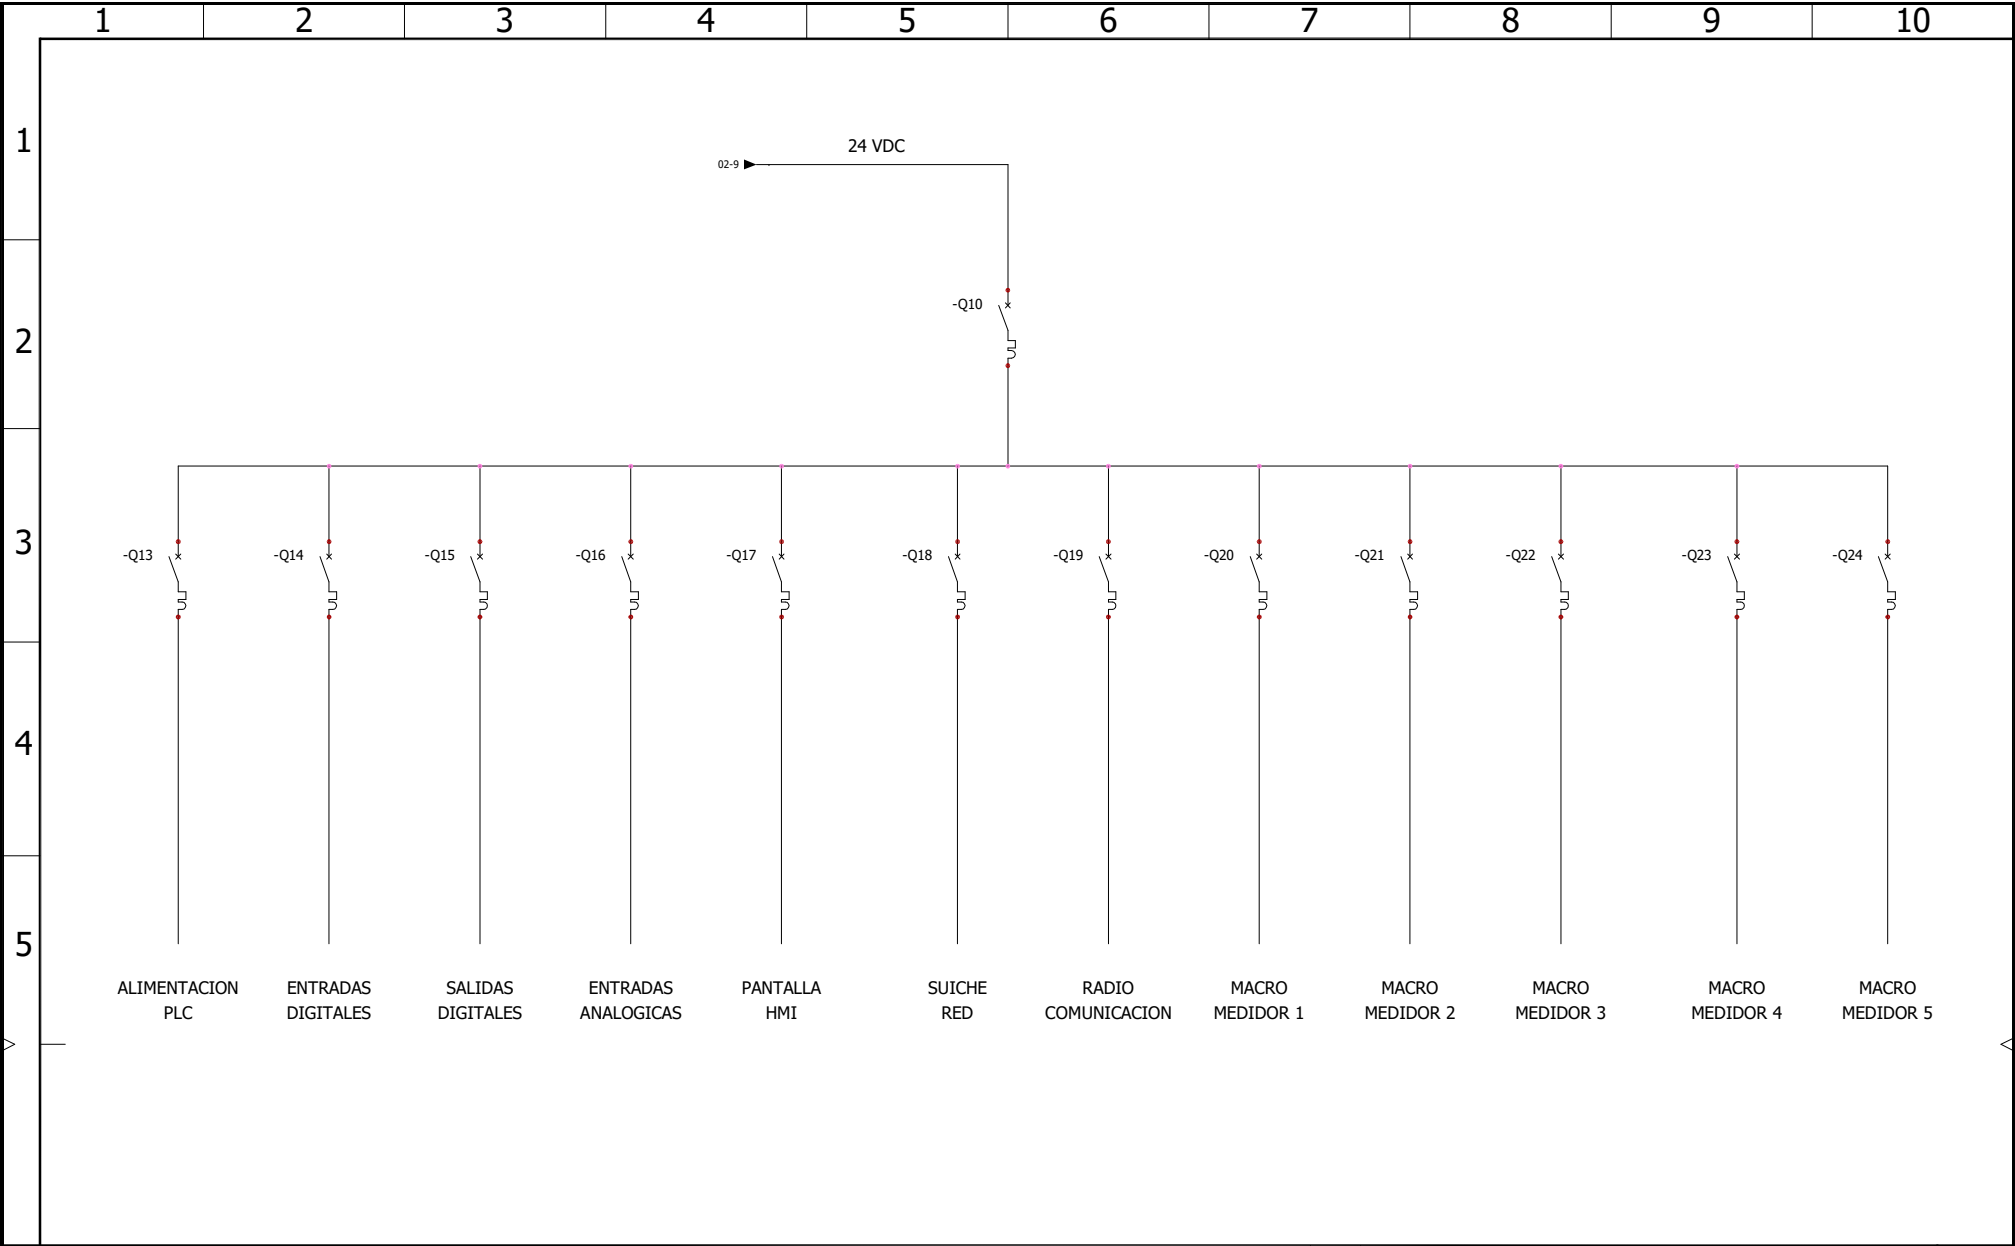 1 2 3 4 5 6 7 8 9 10
1
24 VDC
02-9
-Q10
2
3
-Q13 -Q14 -Q15 -Q16 -Q17 -Q18 -Q19 -Q20 -Q21 -Q22 -Q23 -Q24
4
5
ALIMENTACION ENTRADAS SALIDAS ENTRADAS PANTALLA SUICHE RADIO MACRO MACRO MACRO MACRO MACRO
PLC DIGITALES DIGITALES ANALOGICAS HMI RED COMUNICACION MEDIDOR 1 MEDIDOR 2 MEDIDOR 3 MEDIDOR 4 MEDIDOR 5